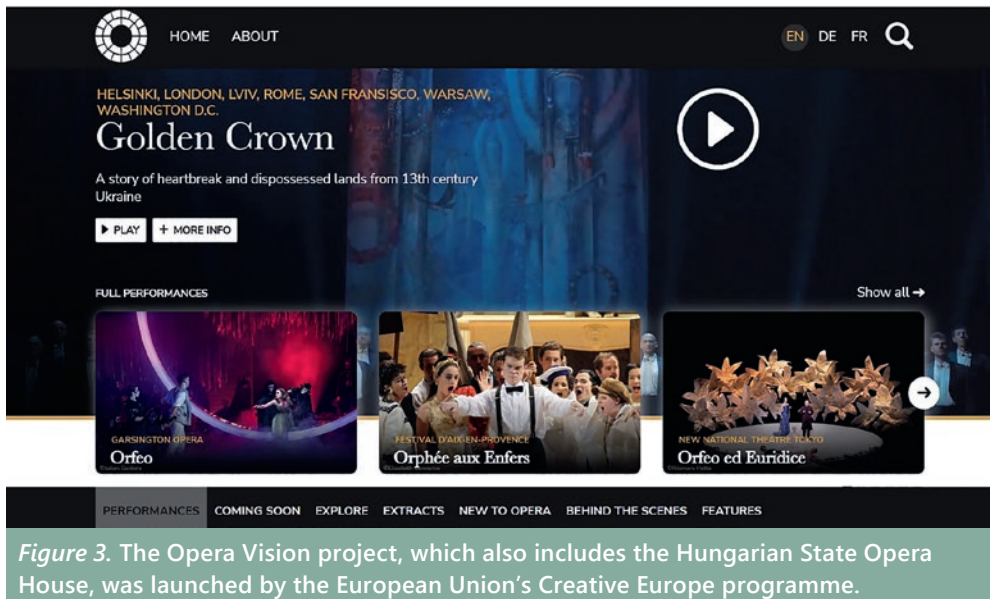 HOME ABOUT
EN DE FR
HELSINKI, LONDON, LVIV, ROME, SAN FRANSISCO, WARSAW,
WASHINGTON D.C.
Golden Crown
A story of heartbreak and dispossessed lands from 13th century
Ukraine
PLAY + MORE INFO
FULL PERFORMANCES
Show all →
GARSINGTON OPERA
Orfeo
FESTIVAL D'AIX-EN-PROVENCE
Orphée aux Enfers
NEW NATIONAL THEATRE TOKYO
Orfeo ed Euridice
PERFORMANCES COMING SOON EXPLORE EXTRACTS NEW TO OPERA BEHIND THE SCENES FEATURES
Figure 3. The Opera Vision project, which also includes the Hungarian State Opera
House, was launched by the European Union's Creative Europe programme.